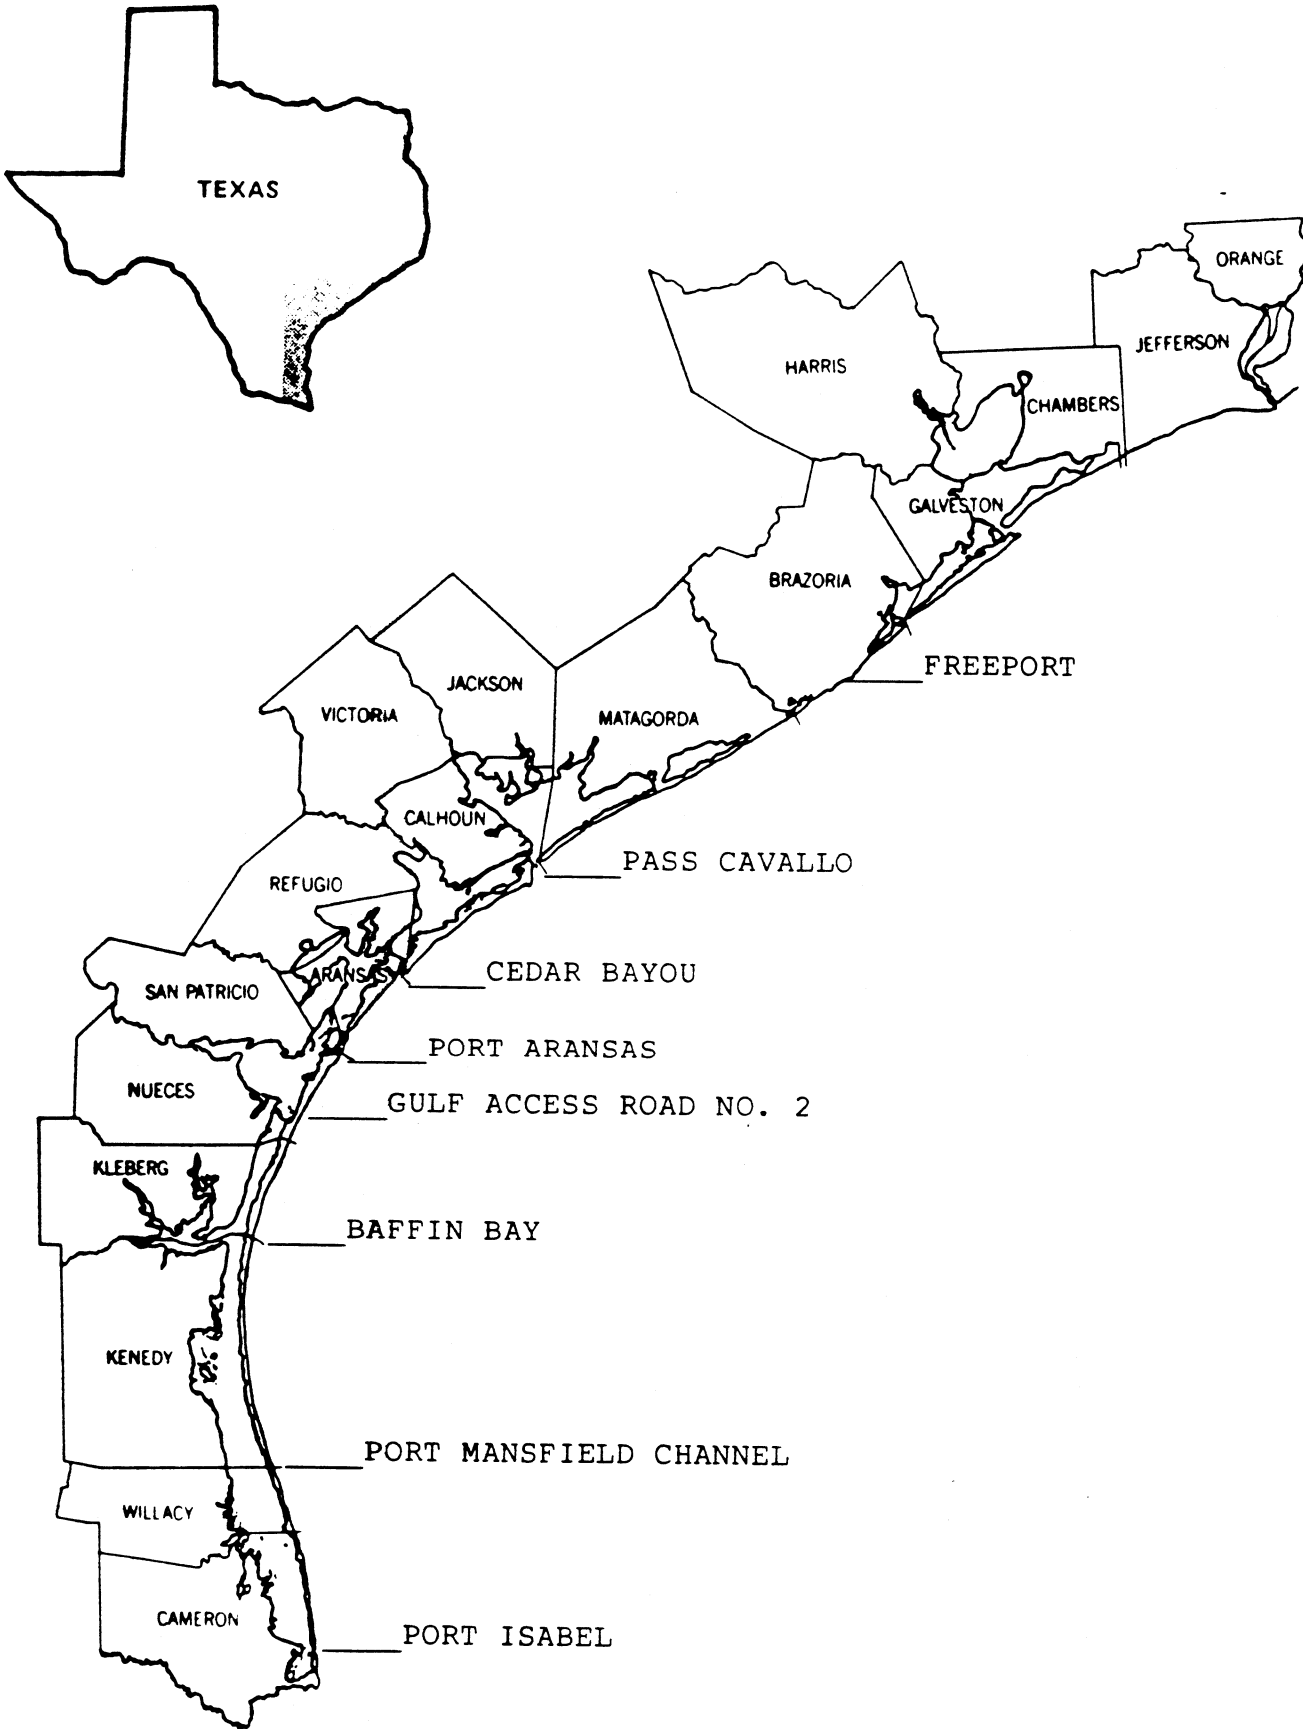 TEXAS
ORANGE
JEFFERSON
HARRIS
CHAMBERS
GALVESTON
BRAZORIA
FREEPORT
JACKSON
VICTORIA
MATAGORDA
CALHOUN
PASS CAVALLO
REFUGIO
CEDAR BAYOU
ARANSAS
SAN PATRICIO
PORT ARANSAS
NUECES
GULF ACCESS ROAD NO. 2
KLEBERG
BAFFIN BAY
KENEDY
PORT MANSFIELD CHANNEL
WILLACY
CAMERON
PORT ISABEL